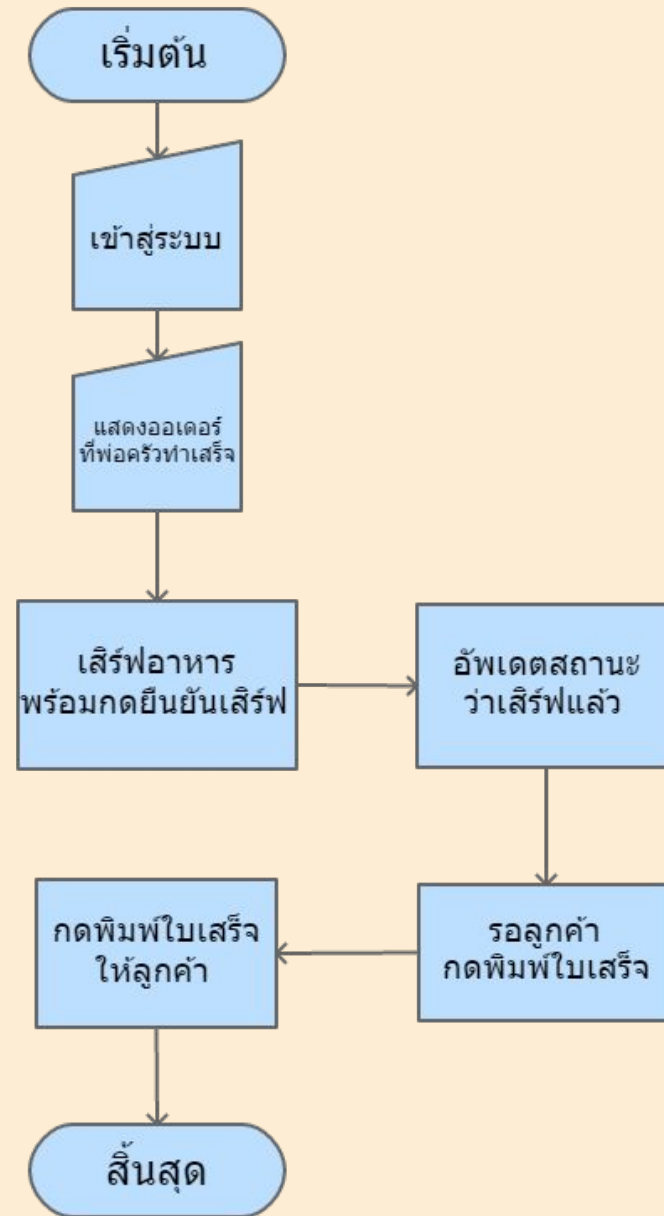 เริ่มต้น
เข้าสู่ระบบ
แสดงออเดอร์
ที่พ่อครัวทำเสร็จ
เสิร์ฟอาหาร
พร้อมกดยืนยันเสิร์ฟ
อัพเดตสถานะ
ว่าเสิร์ฟแล้ว
รอลูกค้า
กดพิมพ์ใบเสร็จ
กดพิมพ์ใบเสร็จ
ให้ลูกค้า
สิ้นสุด